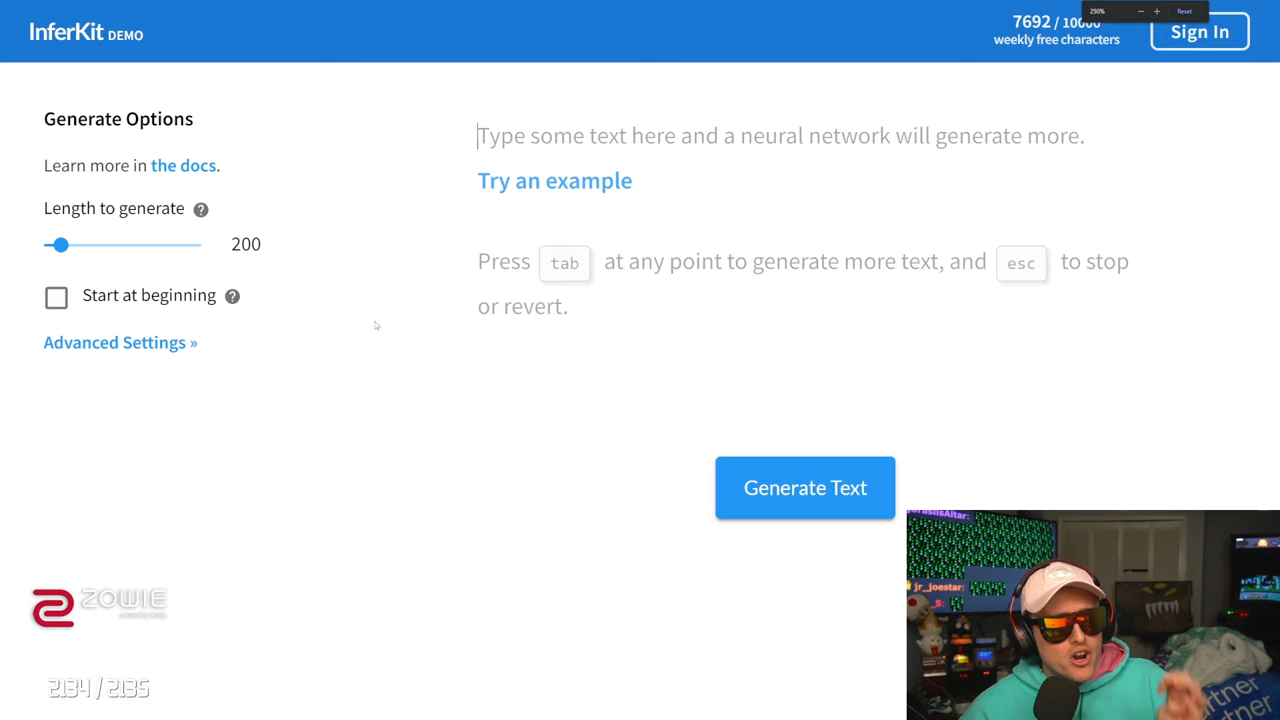 InferKit DEMO
7692 / 10000
weekly free characters
250%
Reset
Sign In
Generate Options
Learn more in the docs.
Length to generate ?
200
Start at beginning ?
Advanced Settings »
Type some text here and a neural network will generate more.
Try an example
Press tab at any point to generate more text, and esc to stop
or revert.
Generate Text
ZOWIE
2134 / 2135
jr_joestar: